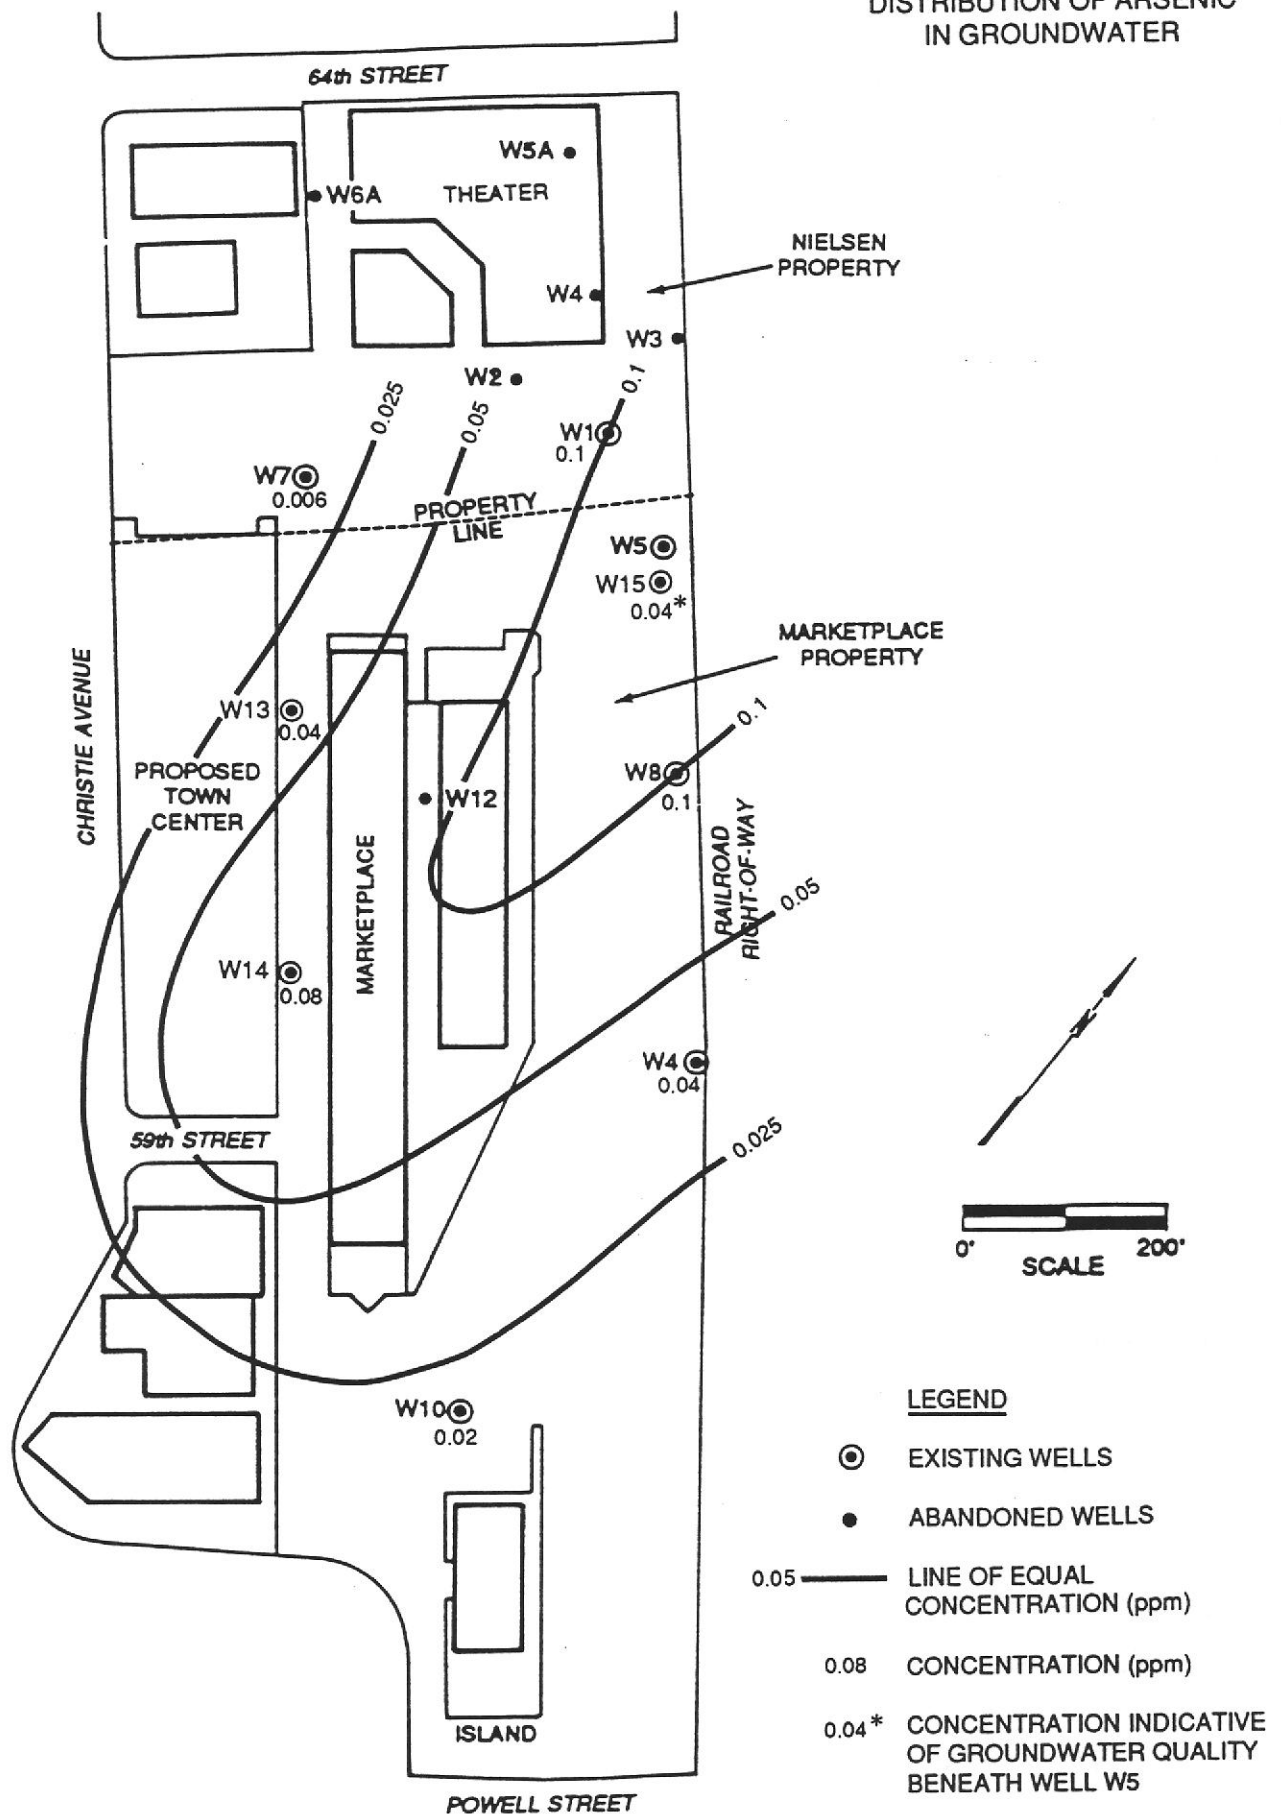 DISTRIBUTION OF ARSENIC
IN GROUNDWATER
64th STREET
W5A
W6A
THEATER
NIELSEN
PROPERTY
W4
W3
W2
0.1
0.025
0.05
W1
0.1
W7
0.006
PROPERTY
LINE
W5
W15
0.04*
MARKETPLACE
PROPERTY
CHRISTIE AVENUE
W13
0.04
0.1
PROPOSED
TOWN
CENTER
W8
0.1
W12
MARKETPLACE
RAILROAD
RIGHT-OF-WAY
0.05
W14
0.08
N
W4
0.04
59th STREET
0.025
0'
200'
SCALE
W10
0.02
LEGEND
EXISTING WELLS
ABANDONED WELLS
0.05 LINE OF EQUAL
CONCENTRATION (ppm)
0.08 CONCENTRATION (ppm)
0.04* CONCENTRATION INDICATIVE
OF GROUNDWATER QUALITY
BENEATH WELL W5
ISLAND
POWELL STREET